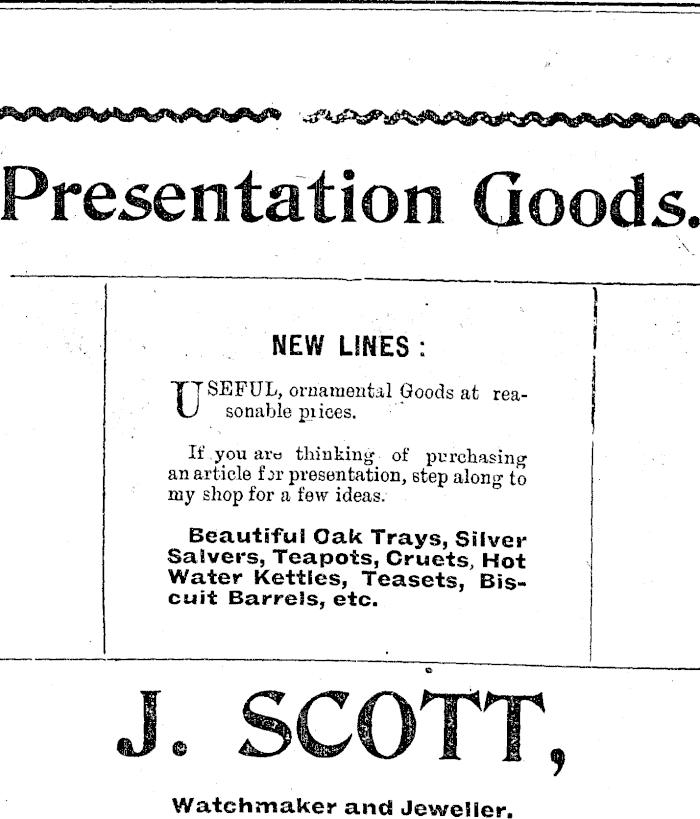 Presentation Goods.
NEW LINES :
USEFUL, ornamental Goods at rea-
sonable prices.
If you are thinking of purchasing
an article for presentation, step along to
my shop for a few ideas.
Beautiful Oak Trays, Silver
Salvers, Teapots, Cruets, Hot
Water Kettles, Teasets, Bis-
cuit Barrels, etc.
J. SCOTT,
Watchmaker and Jeweller.